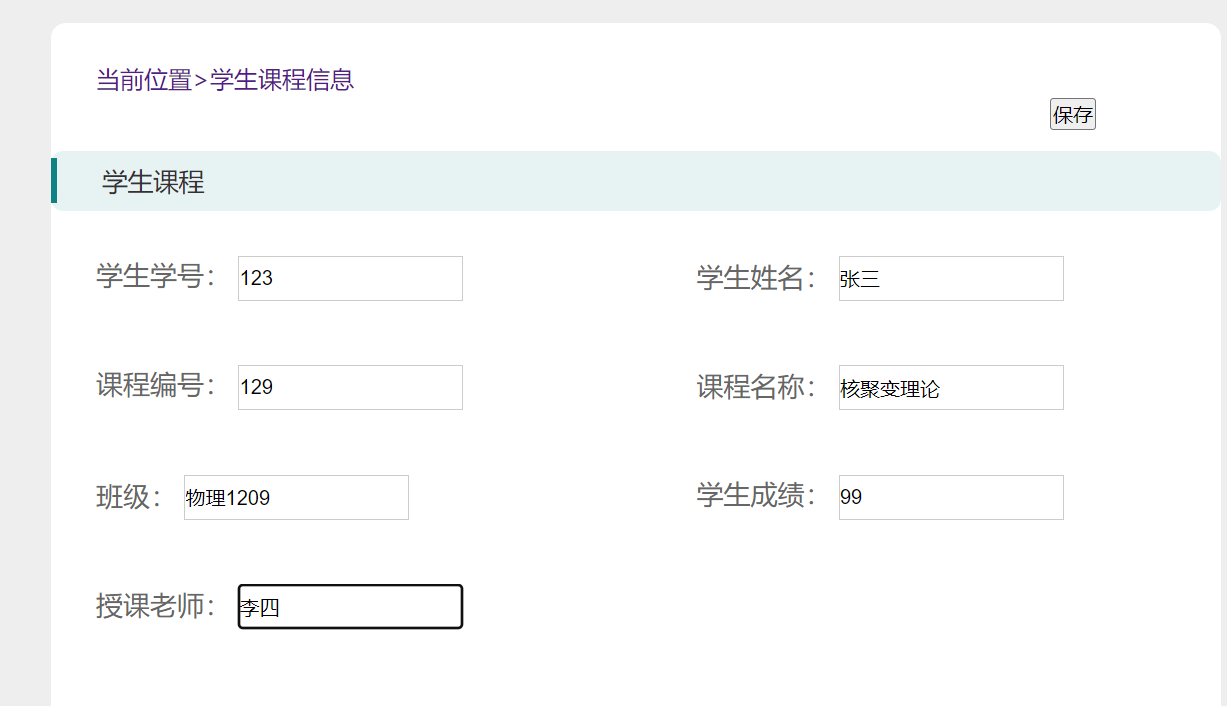 当前位置>学生课程信息
保存
学生课程
学生学号： 123 学生姓名： 张三
课程编号： 129 课程名称： 核聚变理论
班级： 物理1209 学生成绩： 99
授课老师： 李四